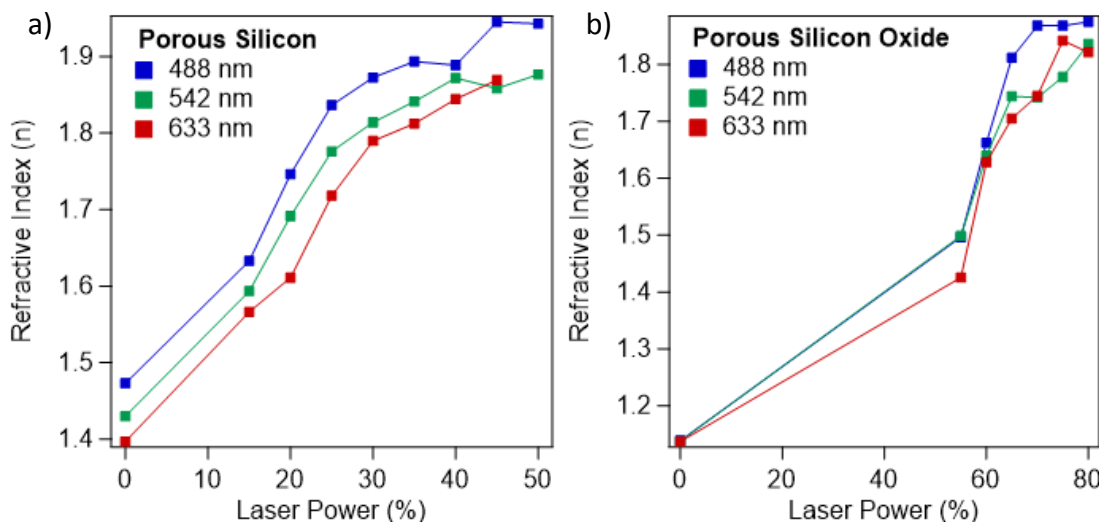 a)
Porous Silicon
488 nm
542 nm
633 nm
1.9
1.8
1.7
1.6
1.5
1.4
Refractive Index (n)
0 10 20 30 40 50
Laser Power (%)
b)
Porous Silicon Oxide
488 nm
542 nm
633 nm
1.8
1.7
1.6
1.5
1.4
1.3
1.2
Refractive Index (n)
0 20 40 60 80
Laser Power (%)